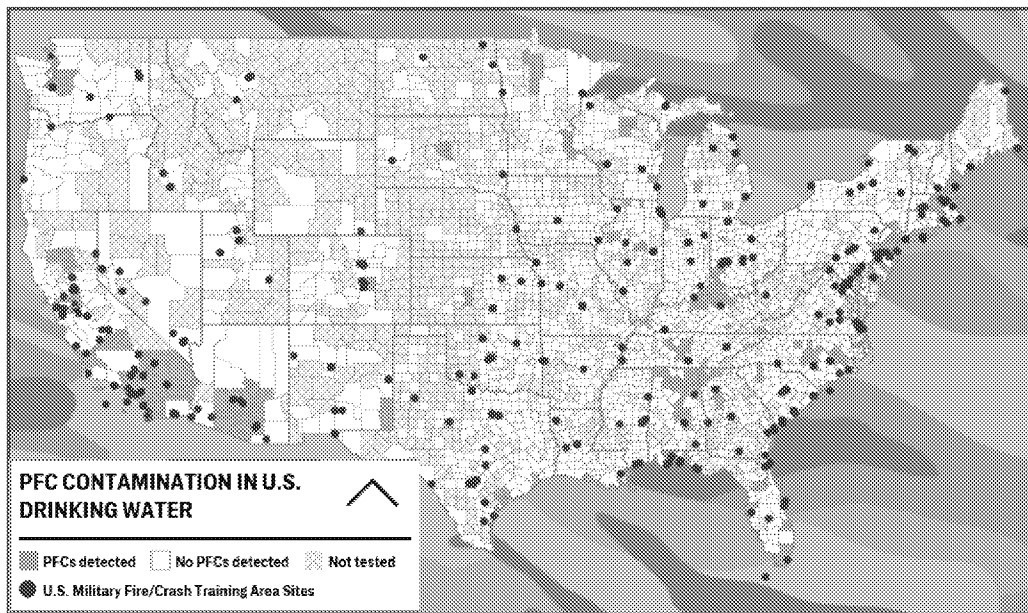 PFC CONTAMINATION IN U.S.
DRINKING WATER
PFCs detected No PFCs detected Not tested
U.S. Military Fire/Crash Training Area Sites